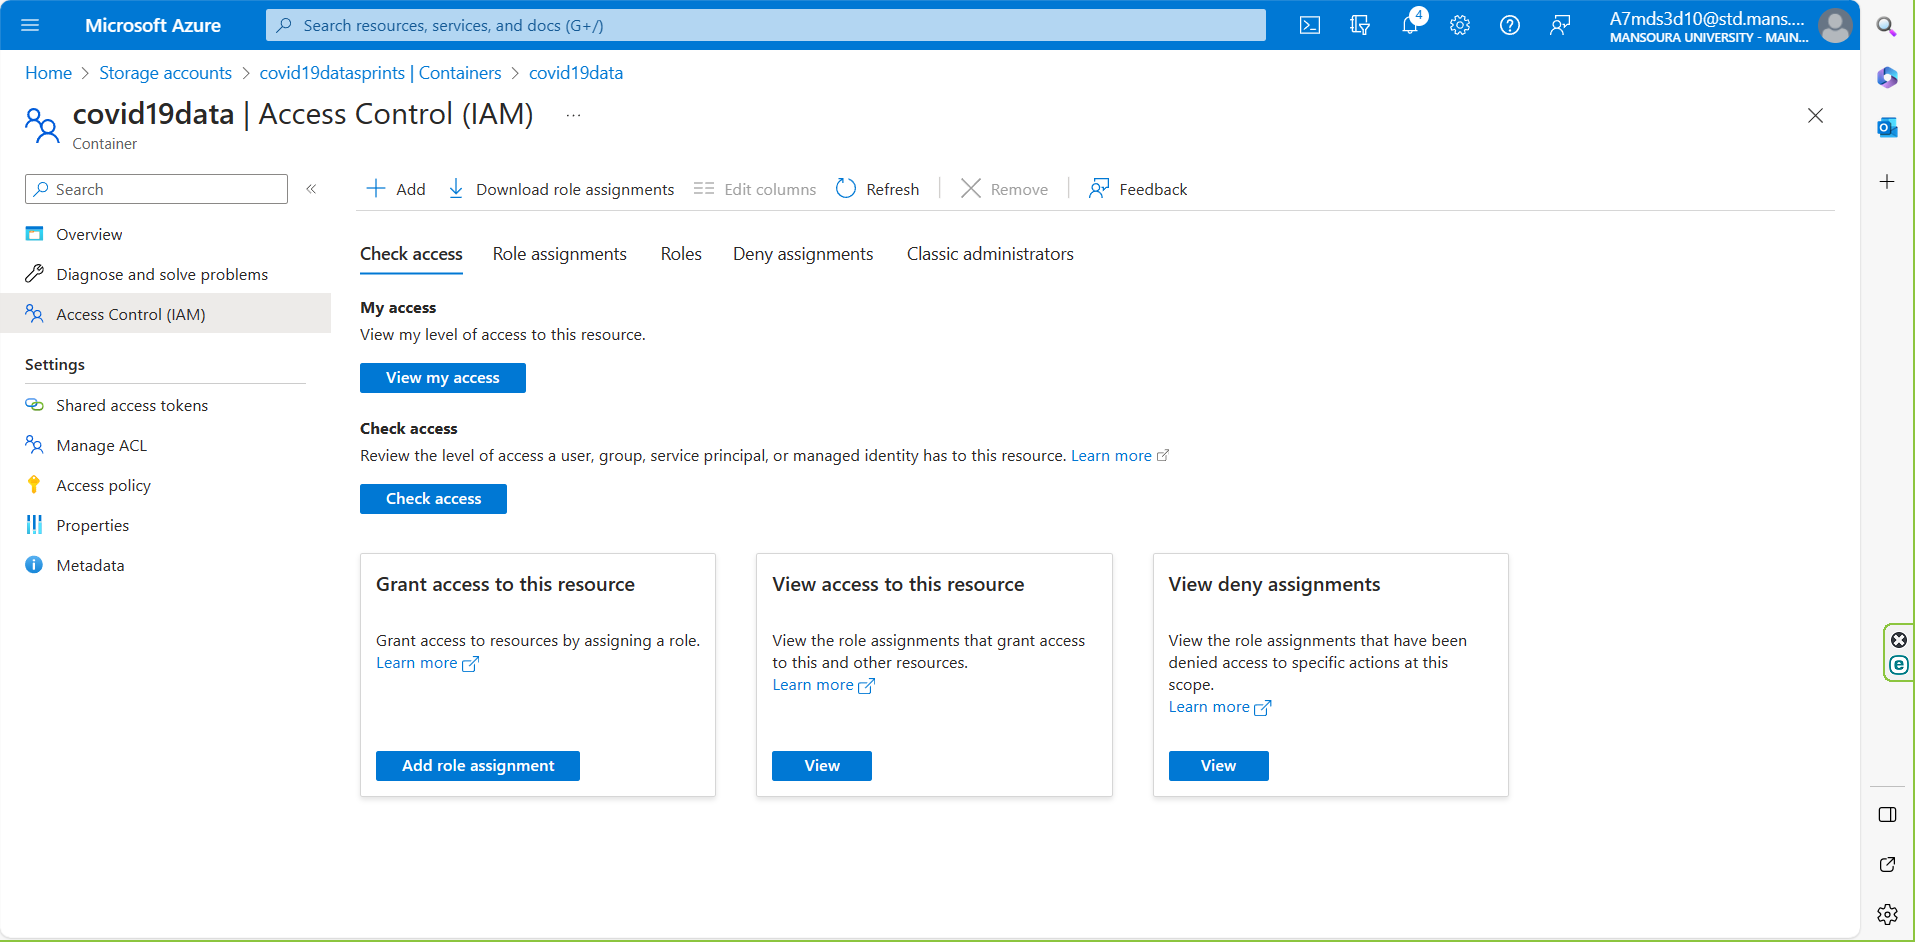 Microsoft Azure
Search resources, services, and docs (G+/)
4
A7mds3d10@std.mans....
MANSOURA UNIVERSITY - MAIN...
Home > Storage accounts > covid19datasprints | Containers > covid19data
covid19data | Access Control (IAM) ...
Container
Search
«
Add
Download role assignments
Edit columns
Refresh
Remove
Feedback
Overview
Diagnose and solve problems
Access Control (IAM)
Settings
Shared access tokens
Manage ACL
Access policy
Properties
Metadata
Check access
Role assignments
Roles
Deny assignments
Classic administrators
My access
View my level of access to this resource.
View my access
Check access
Review the level of access a user, group, service principal, or managed identity has to this resource. Learn more
Check access
Grant access to this resource
Grant access to resources by assigning a role.
Learn more
Add role assignment
View access to this resource
View the role assignments that grant access
to this and other resources.
Learn more
View
View deny assignments
View the role assignments that have been
denied access to specific actions at this
scope.
Learn more
View